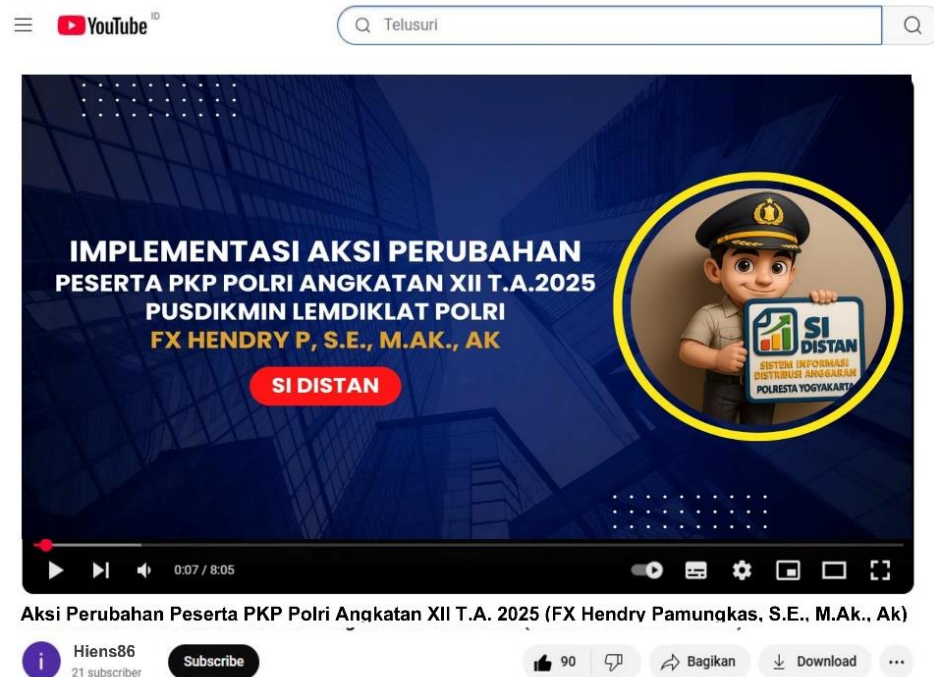 YouTube ID
Telusuri
IMPLEMENTASI AKSI PERUBAHAN
PESERTA PKP POLRI ANGKATAN XII T.A.2025
PUSDIKMIN LEMDIKLAT POLRI
FX HENDRY P, S.E., M.AK., AK
SI DISTAN
SI
DISTAN
SISTEM INFORMASI
DISTRIBUSI ANGGARAN
POLRESTA YOGYAKARTA
0:07 / 8:05
Aksi Perubahan Peserta PKP Polri Angkatan XII T.A. 2025 (FX Hendry Pamungkas, S.E., M.Ak., Ak)
i
Hiens86
21 subscriber
Subscribe
90
Bagikan
Download